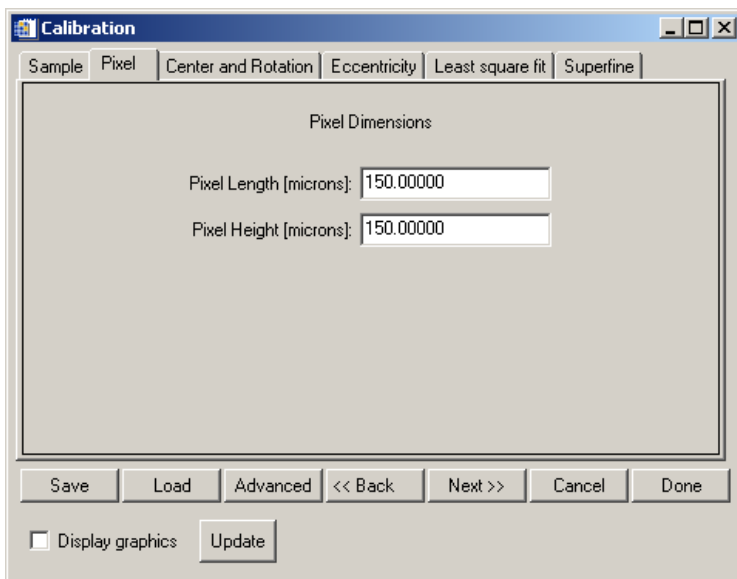 Calibration
Sample Pixel Center and Rotation Eccentricity Least square fit Superfine
Pixel Dimensions
Pixel Length [microns]: 150.00000
Pixel Height [microns]: 150.00000
Save Load Advanced << Back Next >> Cancel Done
Display graphics Update